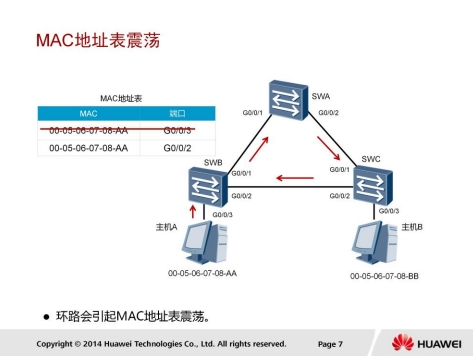 MAC地址表震荡
MAC地址表
MAC 端口
00-05-06-07-08-AA G0/0/3
00-05-06-07-08-AA G0/0/2
SWA
G0/0/1 G0/0/2
SWB SWC
G0/0/1 G0/0/1
G0/0/2 G0/0/2
G0/0/3 G0/0/3
主机A 主机B
00-05-06-07-08-AA 00-05-06-07-08-BB
● 环路会引起MAC地址表震荡。
Copyright © 2014 Huawei Technologies Co., Ltd. All rights reserved. Page 7 HUAWEI